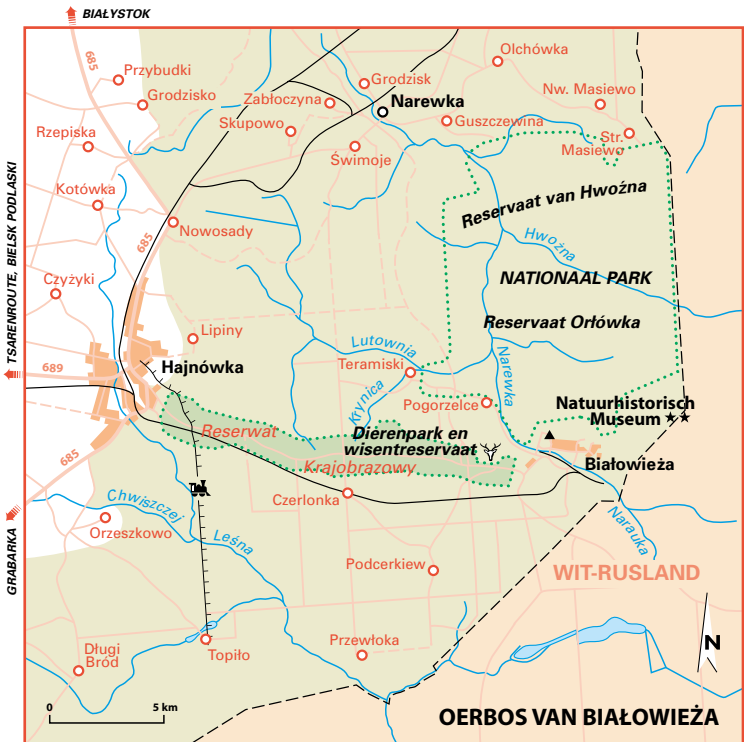 BIAŁYSTOK
685
Przybudki
Grodzisko
Zabłoczyna
Grodzisk
Olchówka
Narewka
Nw. Masiewo
Rzepiska
Skupowo
Guszczewina
Str.
Masiewo
Świmoje
TSARENROUTE, BIELSK PODLASKI
Kotówka
Reservaat van Hwoźna
Nowosady
685
Hwoźna
Czyżyki
NATIONAAL PARK
Lipiny
Lutownia
Reservaat Orłówka
689
Hajnówka
Teramiski
Narewka
Krynica
Pogorzelce
Natuurhistorisch
Museum
Reserwat
Dierenpark en
wisentreservaat
Krajobrazowy
Białowieża
685
Chwiszczej
Czerlonka
GRABARKA
Orzeszkowo
Leśna
Narauka
Podcerkiew
WIT-RUSLAND
Długi
Bród
Topiło
Przewłoka
N
0 5 km
OERBOS VAN BIAŁOWIEŻA